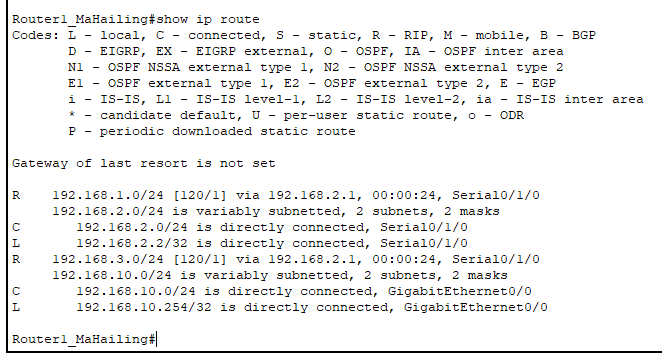 Router1_MaHailing#show ip route
Codes: L - local, C - connected, S - static, R - RIP, M - mobile, B - BGP
       D - EIGRP, EX - EIGRP external, O - OSPF, IA - OSPF inter area
       N1 - OSPF NSSA external type 1, N2 - OSPF NSSA external type 2
       E1 - OSPF external type 1, E2 - OSPF external type 2, E - EGP
       i - IS-IS, L1 - IS-IS level-1, L2 - IS-IS level-2, ia - IS-IS inter area
       * - candidate default, U - per-user static route, o - ODR
       P - periodic downloaded static route

Gateway of last resort is not set

R    192.168.1.0/24 [120/1] via 192.168.2.1, 00:00:24, Serial0/1/0
     192.168.2.0/24 is variably subnetted, 2 subnets, 2 masks
C       192.168.2.0/24 is directly connected, Serial0/1/0
L       192.168.2.2/32 is directly connected, Serial0/1/0
R    192.168.3.0/24 [120/1] via 192.168.2.1, 00:00:24, Serial0/1/0
     192.168.10.0/24 is variably subnetted, 2 subnets, 2 masks
C       192.168.10.0/24 is directly connected, GigabitEthernet0/0
L       192.168.10.254/32 is directly connected, GigabitEthernet0/0

Router1_MaHailing#